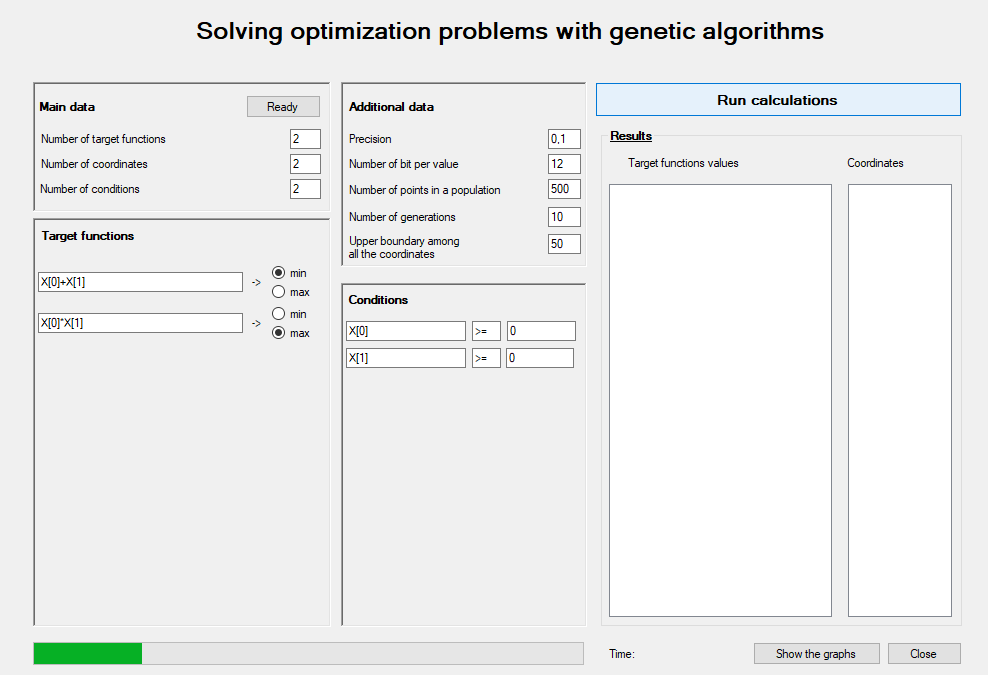 Solving optimization problems with genetic algorithms
Main data
Ready
Number of target functions
2
Number of coordinates
2
Number of conditions
2
Target functions
X[0]+X[1]
->
min
max
X[0]*X[1]
->
min
max
Additional data
Precision
0,1
Number of bit per value
12
Number of points in a population
500
Number of generations
10
Upper boundary among
all the coordinates
50
Conditions
X[0]
>=
0
X[1]
>=
0
Run calculations
Results
Target functions values
Coordinates
Time:
Show the graphs
Close